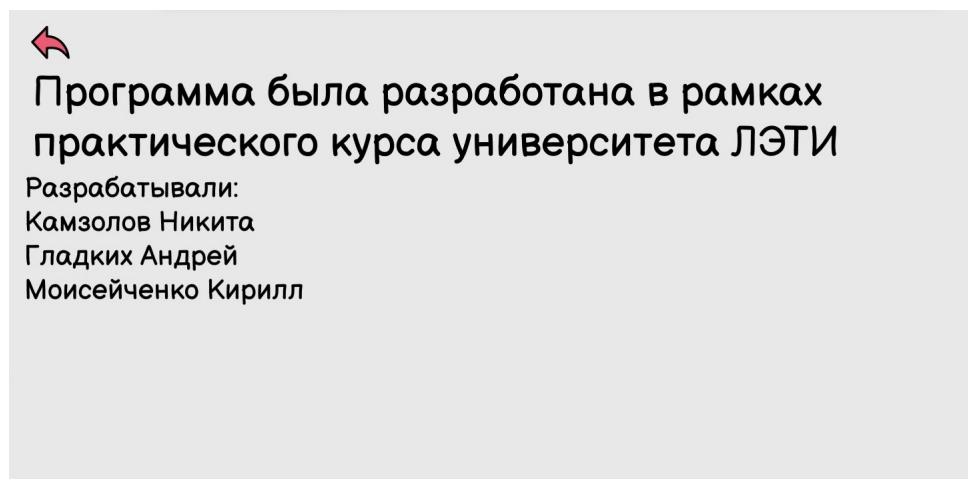 Программа была разработана в рамках
практического курса университета ЛЭТИ
Разрабатывали:
Камзолов Никита
Гладких Андрей
Моисейченко Кирилл